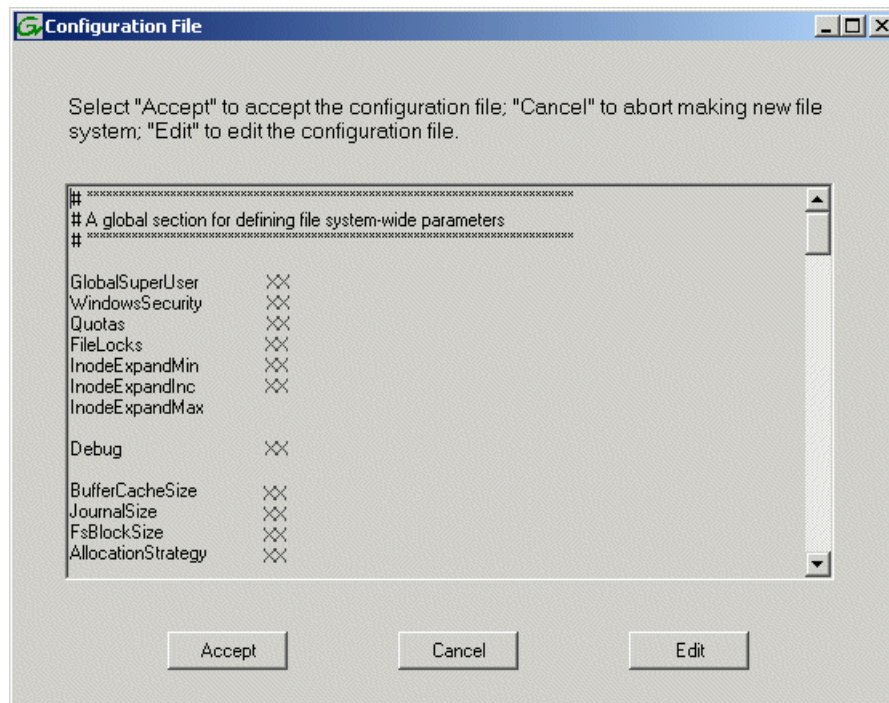 Configuration File
Select "Accept" to accept the configuration file; "Cancel" to abort making new file
system; "Edit" to edit the configuration file.
# ****************************************************************************
# A global section for defining file system-wide parameters
# ****************************************************************************
GlobalSuperUser XX
WindowsSecurity XX
Quotas XX
FileLocks XX
InodeExpandMin XX
InodeExpandInc XX
InodeExpandMax
Debug XX
BufferCacheSize XX
JournalSize XX
FsBlockSize XX
AllocationStrategy XX
Accept Cancel Edit